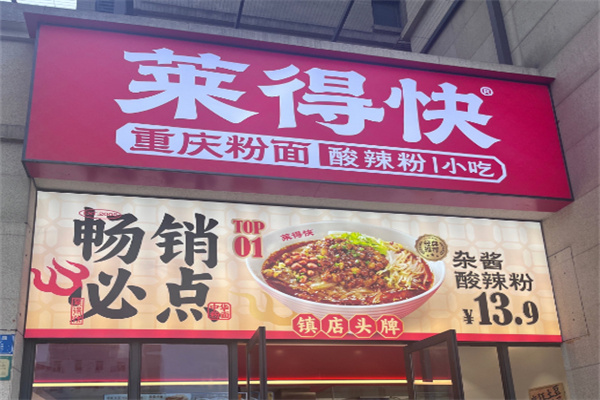 莱得快®
重庆粉面 酸辣粉|小吃
畅销
必点
TOP
01
莱得快
杂酱
酸辣粉
¥13.9
镇店头牌